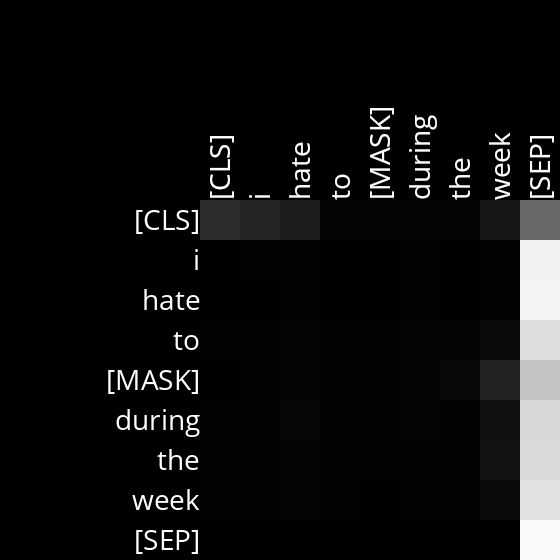 [CLS] i hate to [MASK] during the week [SEP]
[CLS]
i
hate
to
[MASK]
during
the
week
[SEP]